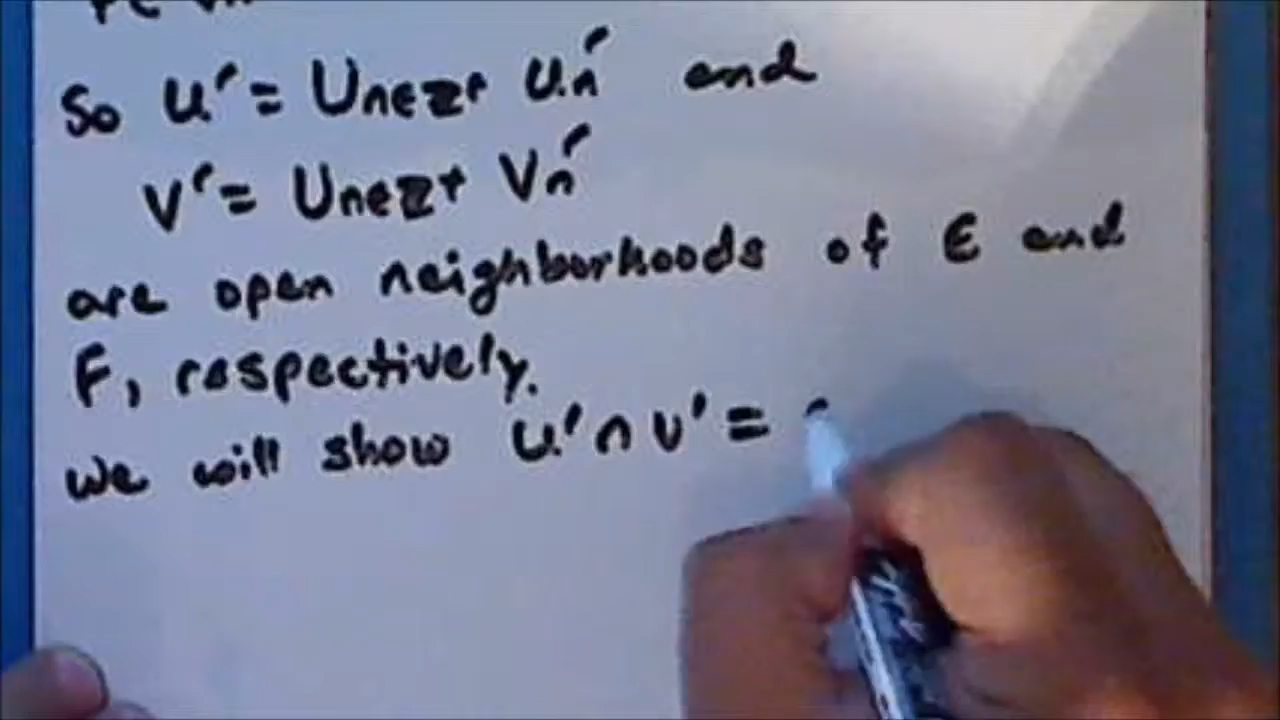 So U' = ∪n∈Z⁺ Un' and
V' = ∪n∈Z⁺ Vn'
are open neighborhoods of E and
F, respectively.
we will show U' ∩ V' =